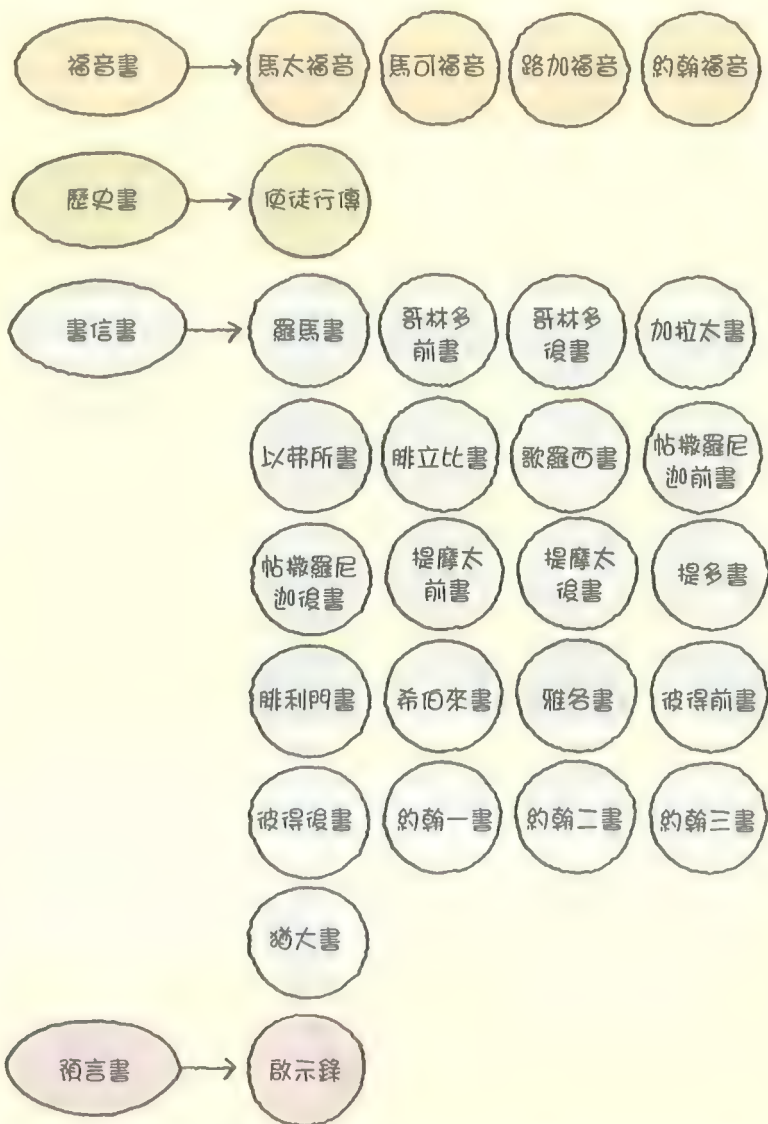 福音書 馬太福音 馬可福音 路加福音 約翰福音
歷史書 使徒行傳
書信書 羅馬書 哥林多前書 哥林多後書 加拉太書
以弗所書 腓立比書 歌羅西書 帖撒羅尼迦前書
帖撒羅尼迦後書 提摩太前書 提摩太後書 提多書
腓利門書 希伯來書 雅各書 彼得前書
彼得後書 約翰一書 約翰二書 約翰三書
猶大書
預言書 啟示錄